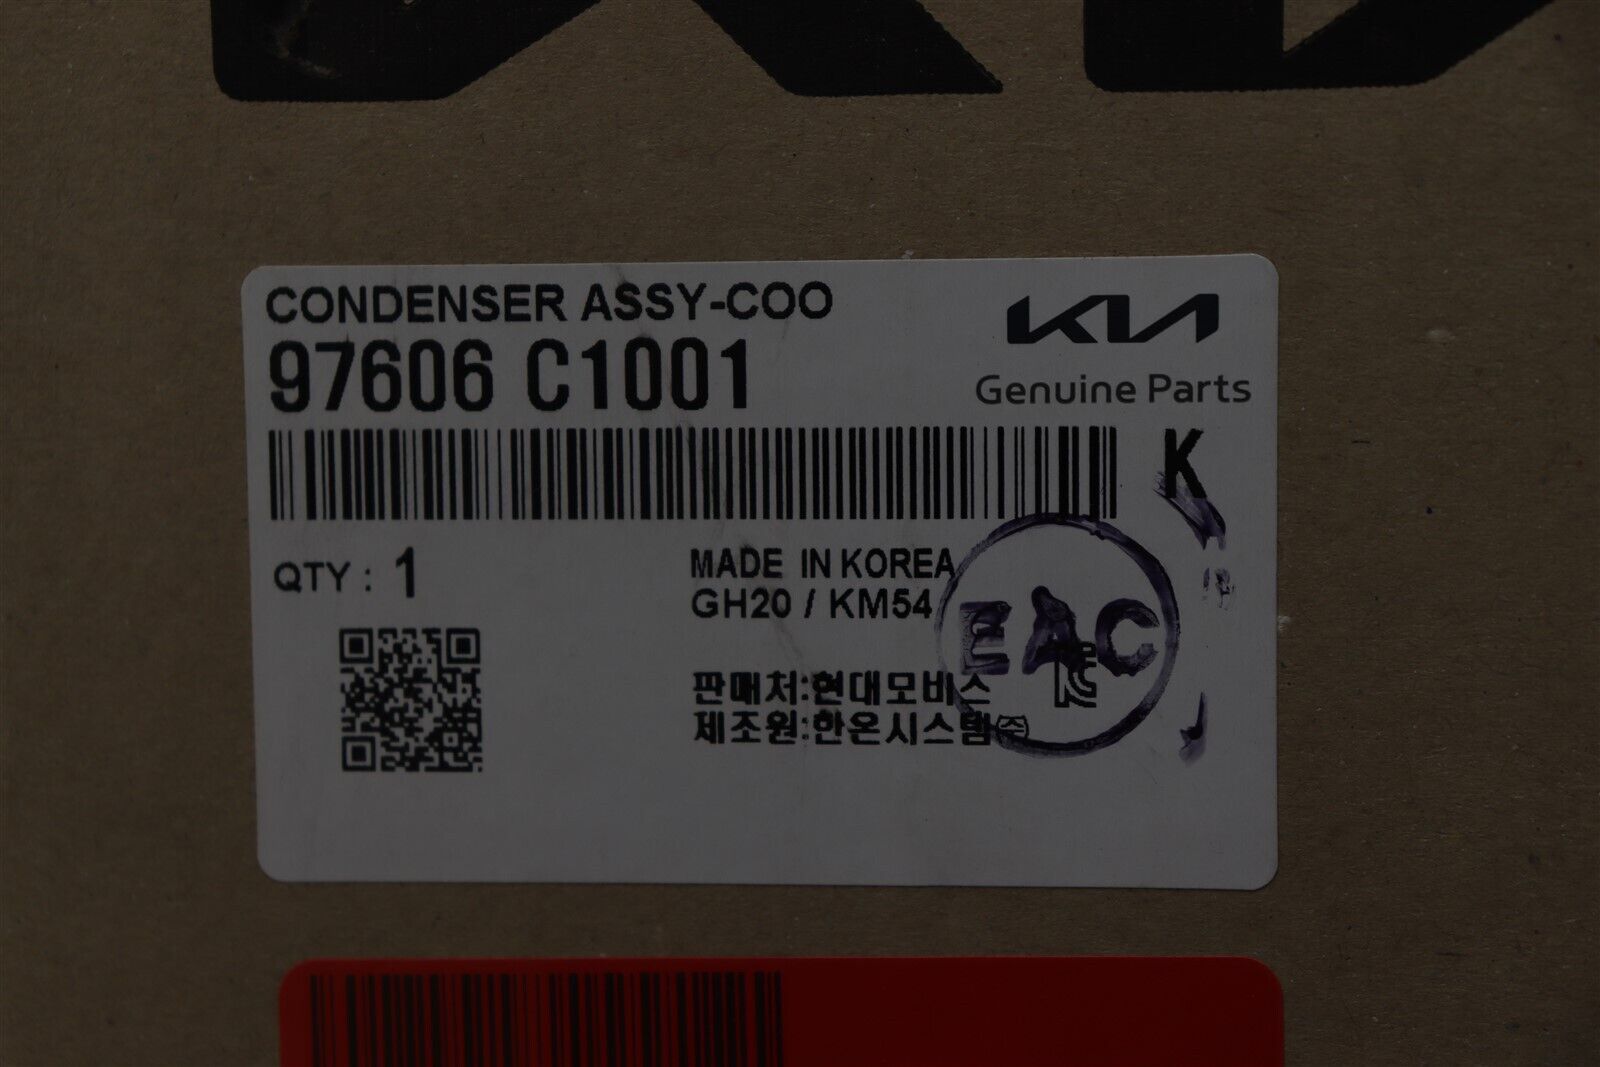 CONDENSER ASSY-COO
KIA
97606 C1001
Genuine Parts
K
QTY : 1
MADE IN KOREA
GH20 / KM54
EAC
판매처:현대모비스
제조원:한온시스템㈜